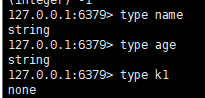 (integer) -1
127.0.0.1:6379> type name
string
127.0.0.1:6379> type age
string
127.0.0.1:6379> type k1
none